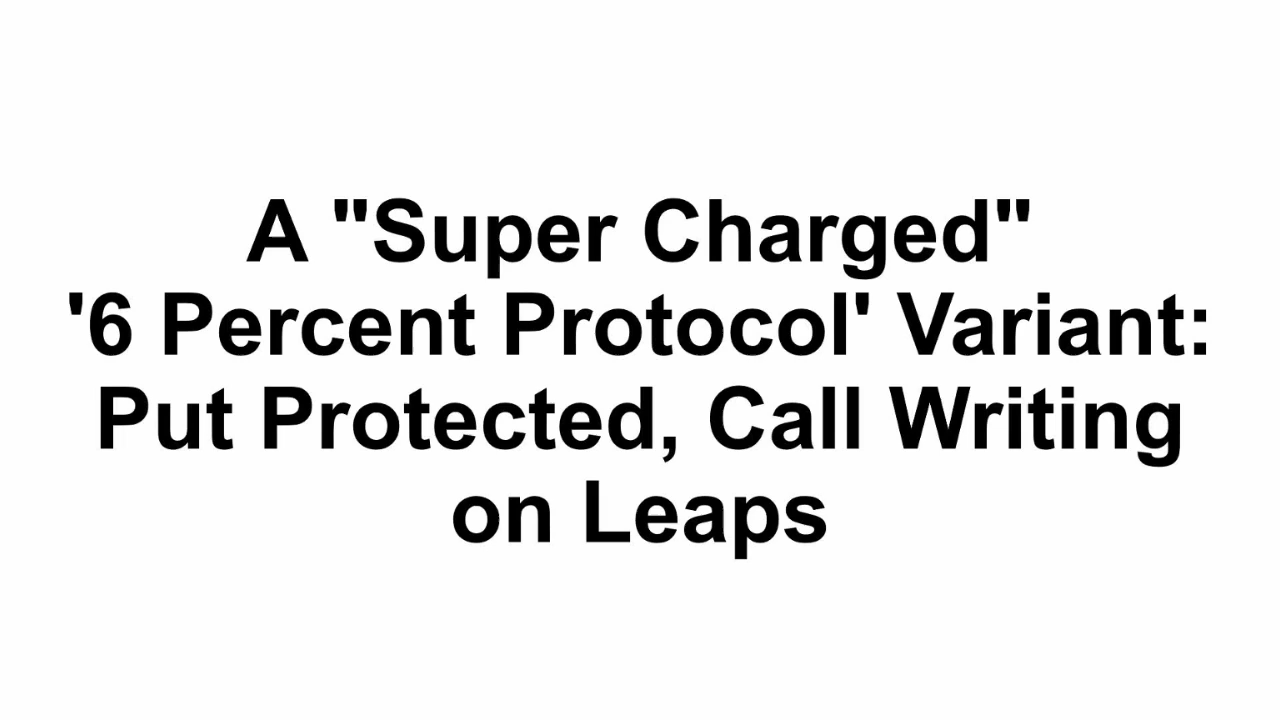 A "Super Charged"
'6 Percent Protocol' Variant:
Put Protected, Call Writing
on Leaps